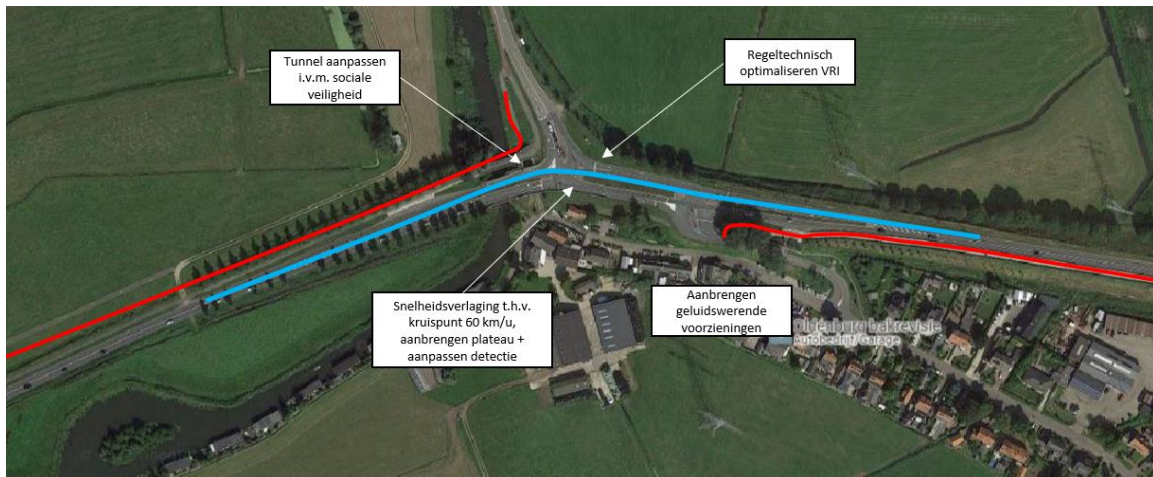 Tunnel aanpassen
i.v.m. sociale
veiligheid
Regeltechnisch
optimaliseren VRI
Snelheidsverlaging t.h.v.
kruispunt 60 km/u,
aanbrengen plateau +
aanpassen detectie
Aanbrengen
geluidswerende
voorzieningen
Oldenburg bakrevisie
Autobedrijf/Garage